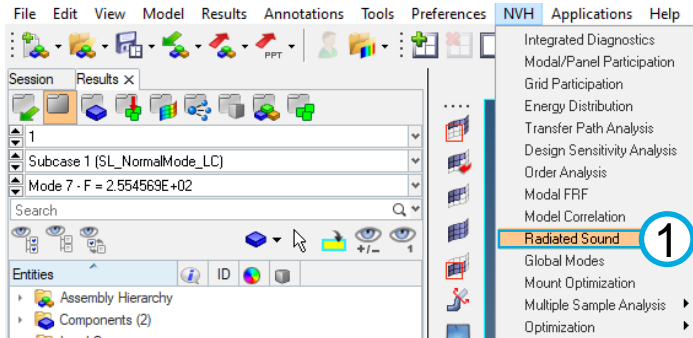 File Edit View Model Results Annotations Tools Preferences NVH Applications Help
PPT
Session Results
1
Subcase 1 (SL_NormalMode_LC)
Mode 7 - F = 2.554569E+02
Search
+/- 1
Entities ID
Assembly Hierarchy
Components (2)
Integrated Diagnostics
Modal/Panel Participation
Grid Participation
Energy Distribution
Transfer Path Analysis
Design Sensitivity Analysis
Order Analysis
Modal FRF
Model Correlation
Radiated Sound 1
Global Modes
Mount Optimization
Multiple Sample Analysis
Optimization